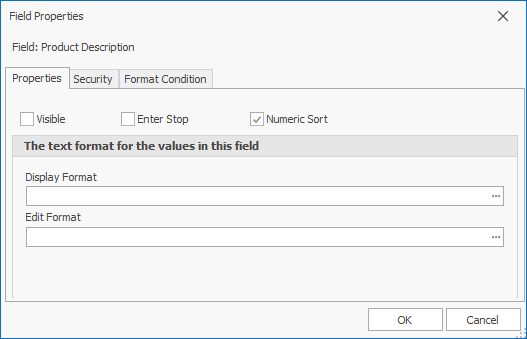 Field Properties
Field: Product Description
Properties Security Format Condition
Visible Enter Stop Numeric Sort
The text format for the values in this field
Display Format
...
Edit Format
...
OK Cancel